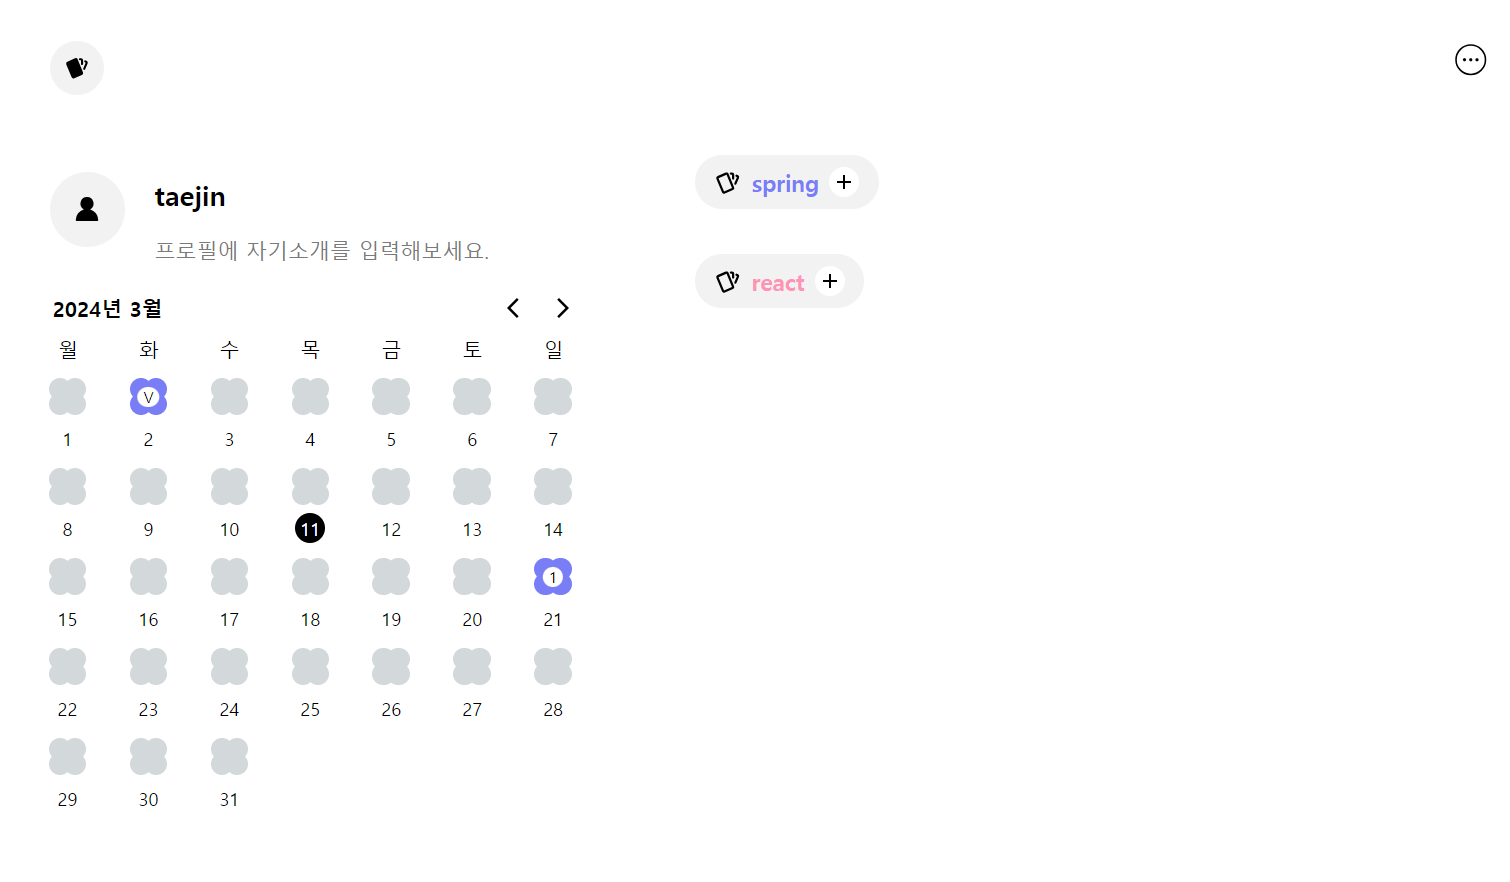 taejin
프로필에 자기소개를 입력해보세요.
2024년 3월
월 화 수 목 금 토 일
V
1 2 3 4 5 6 7
8 9 10 11 12 13 14
1
15 16 17 18 19 20 21
22 23 24 25 26 27 28
29 30 31
spring +
react +